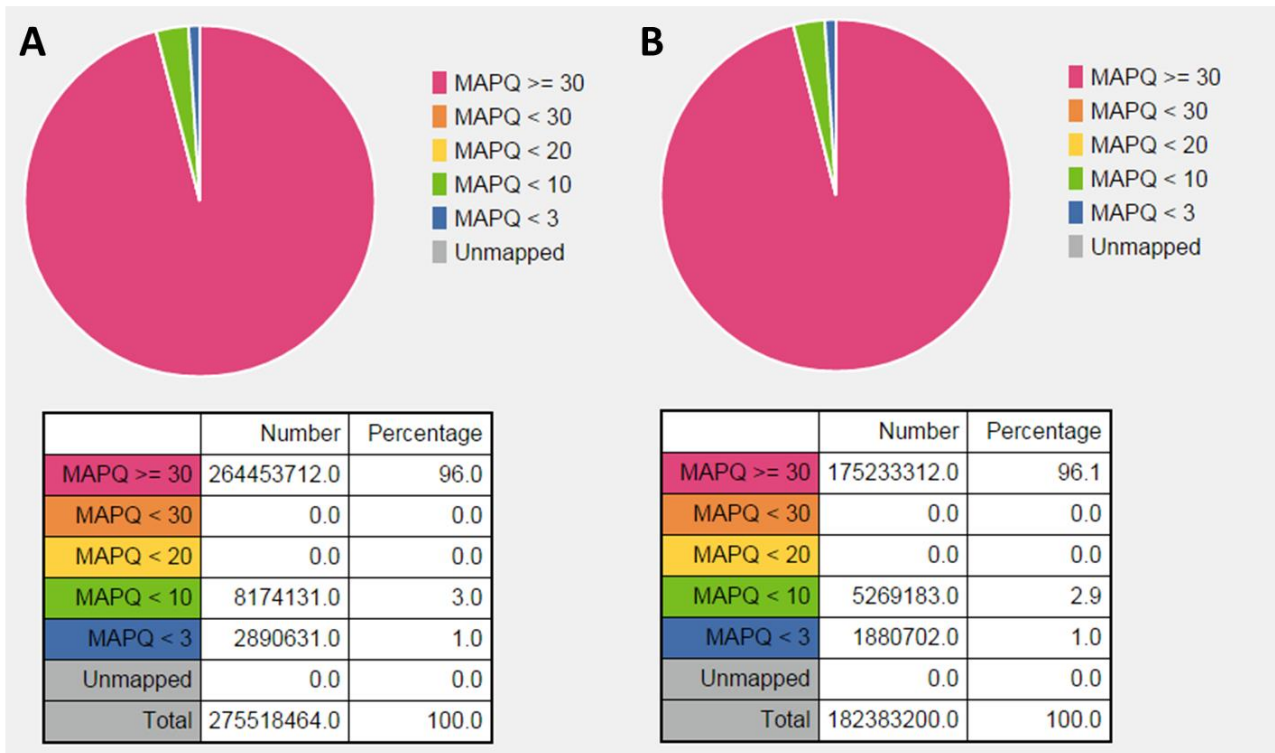 A
MAPQ >= 30
MAPQ < 30
MAPQ < 20
MAPQ < 10
MAPQ < 3
Unmapped
Number Percentage
MAPQ >= 30 264453712.0 96.0
MAPQ < 30 0.0 0.0
MAPQ < 20 0.0 0.0
MAPQ < 10 8174131.0 3.0
MAPQ < 3 2890631.0 1.0
Unmapped 0.0 0.0
Total 275518464.0 100.0
B
MAPQ >= 30
MAPQ < 30
MAPQ < 20
MAPQ < 10
MAPQ < 3
Unmapped
Number Percentage
MAPQ >= 30 175233312.0 96.1
MAPQ < 30 0.0 0.0
MAPQ < 20 0.0 0.0
MAPQ < 10 5269183.0 2.9
MAPQ < 3 1880702.0 1.0
Unmapped 0.0 0.0
Total 182383200.0 100.0